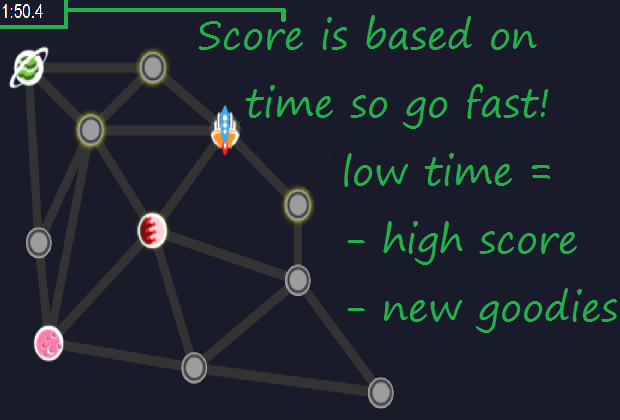 1:50.4
Score is based on
time so go fast!
low time =
- high score
- new goodies